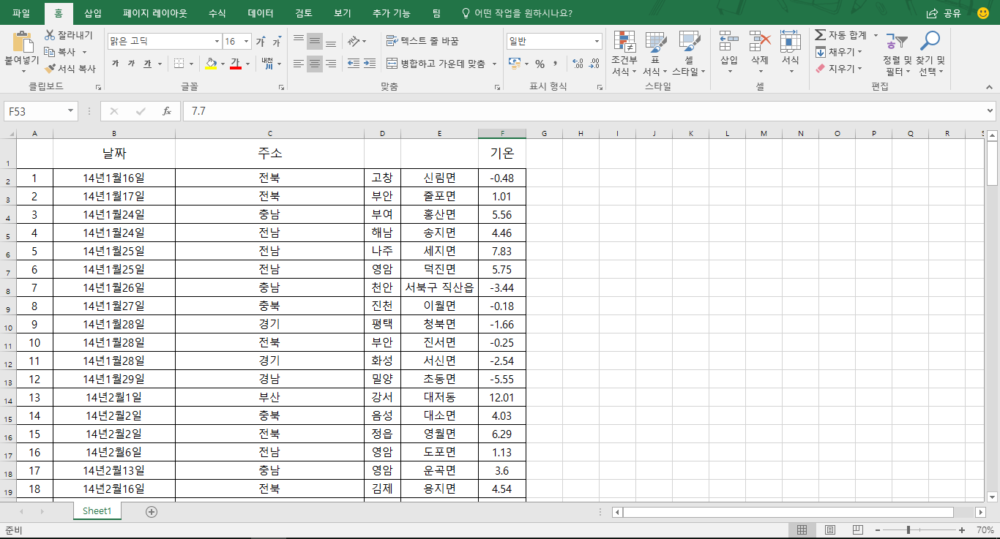 파일 홈 삽입 페이지 레이아웃 수식 데이터 검토 보기 추가 기능 팀 어떤 작업을 원하시나요? 공유
붙여넣기 잘라내기 복사 서식 복사 클립보드
맑은 고딕 16 가 가 가 가 가 가 내천 글꼴
텍스트 줄 바꿈 병합하고 가운데 맞춤 맞춤
일반 % 표시 형식
조건부 서식 표 서식 셀 스타일 스타일
삽입 삭제 서식 셀
자동 합계 채우기 지우기 정렬 및 필터 찾기 및 선택 편집
F53 fx 7.7
A B C D E F G H I J K L M N O P Q R S
1 날짜 주소 기온
2 1 14년1월16일 전북 고창 신림면 -0.48
3 2 14년1월17일 전북 부안 줄포면 1.01
4 3 14년1월24일 충남 부여 홍산면 5.56
5 4 14년1월24일 전남 해남 송지면 4.46
6 5 14년1월25일 전남 나주 세지면 7.83
7 6 14년1월25일 전남 영암 덕진면 5.75
8 7 14년1월26일 충남 천안 서북구 직산읍 -3.44
9 8 14년1월27일 충북 진천 이월면 -0.18
10 9 14년1월28일 경기 평택 청북면 -1.66
11 10 14년1월28일 전북 부안 진서면 -0.25
12 11 14년1월28일 경기 화성 서신면 -2.54
13 12 14년1월29일 경남 밀양 초동면 -5.55
14 13 14년2월1일 부산 강서 대저동 12.01
15 14 14년2월2일 충북 음성 대소면 4.03
16 15 14년2월2일 전북 정읍 영월면 6.29
17 16 14년2월6일 전남 영암 도포면 1.13
18 17 14년2월13일 충남 영암 운곡면 3.6
19 18 14년2월16일 전북 김제 용지면 4.54
Sheet1
준비 70%